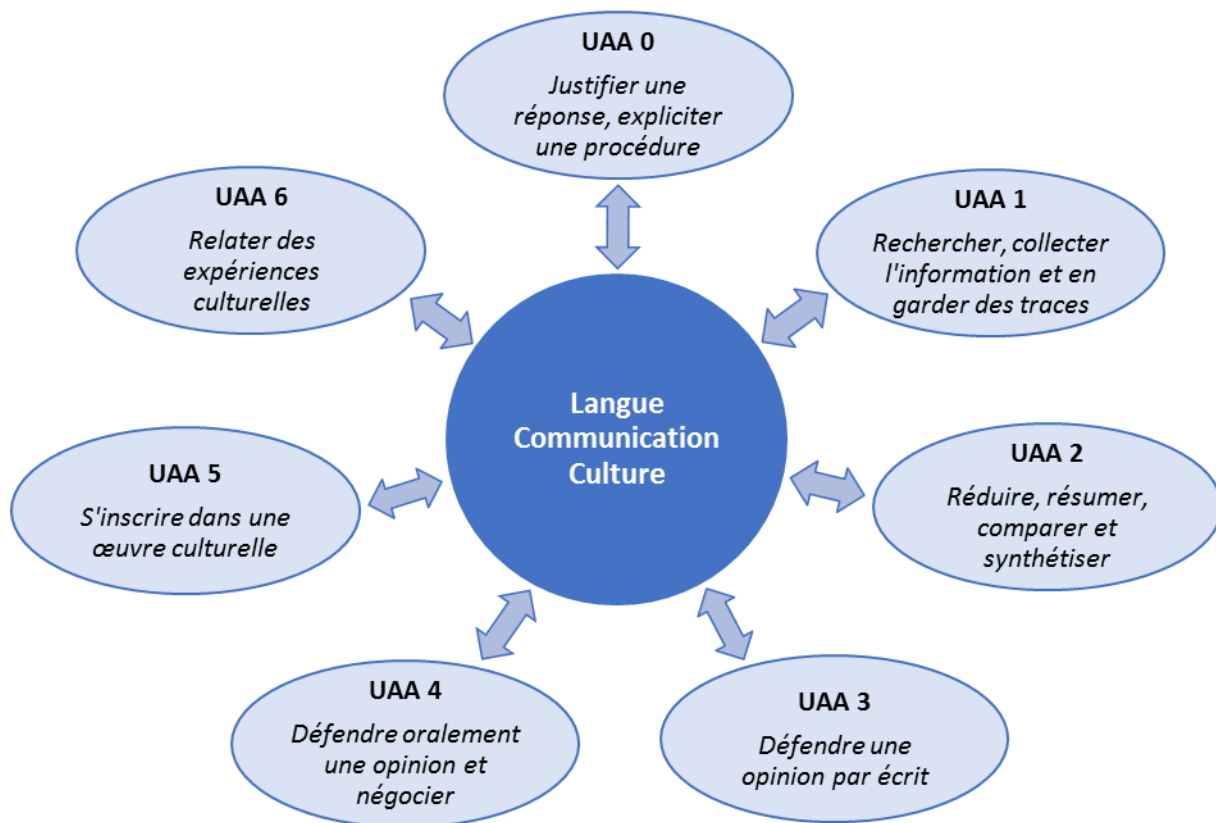 UAA 0
Justifier une
réponse, expliciter
une procédure
UAA 1
Rechercher, collecter
l'information et en
garder des traces
UAA 2
Réduire, résumer,
comparer et
synthétiser
UAA 3
Défendre une
opinion par écrit
UAA 4
Défendre oralement
une opinion et
négocier
UAA 5
S'inscrire dans une
œuvre culturelle
UAA 6
Relater des
expériences
culturelles
Langue
Communication
Culture